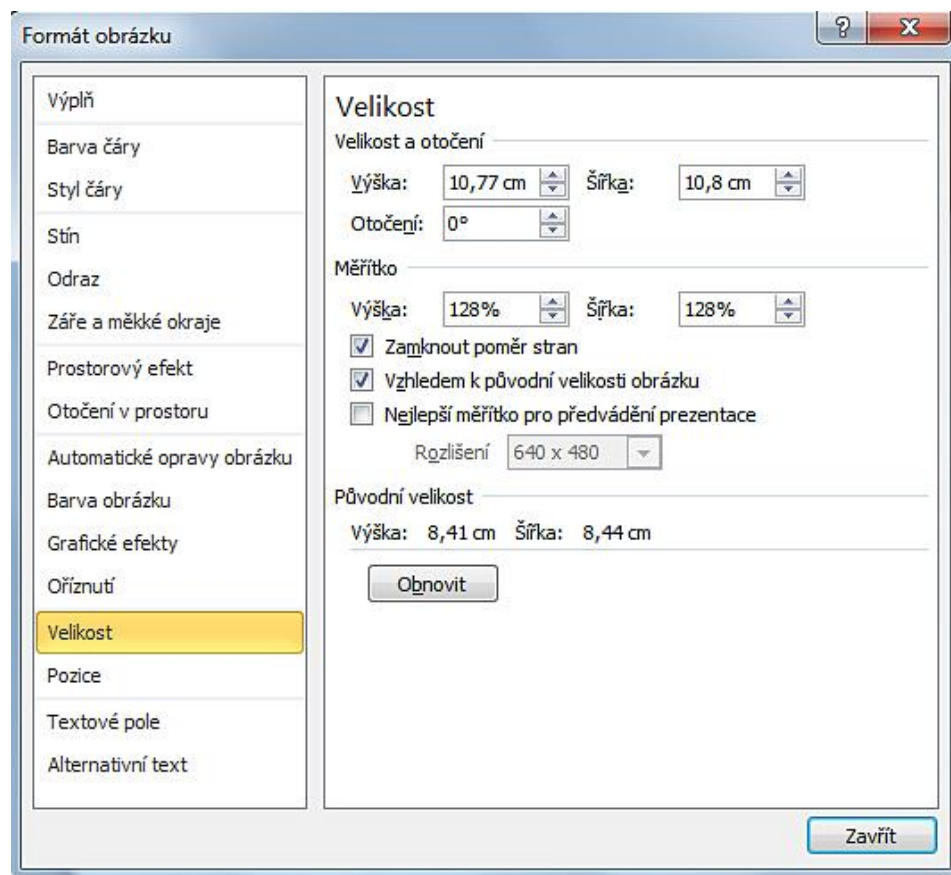 Formát obrázku
Výplň
Barva čáry
Styl čáry
Stín
Odraz
Záře a měkké okraje
Prostorový efekt
Otočení v prostoru
Automatické opravy obrázku
Barva obrázku
Grafické efekty
Oříznutí
Velikost
Pozice
Textové pole
Alternativní text
Velikost
Velikost a otočení
Výška: 10,77 cm Šířka: 10,8 cm
Otočení: 0°
Měřítko
Výška: 128% Šířka: 128%
Zamknout poměr stran
Vzhledem k původní velikosti obrázku
Nejlepší měřítko pro předvádění prezentace
Rozlišení 640 x 480
Původní velikost
Výška: 8,41 cm Šířka: 8,44 cm
Obnovit
Zavřít